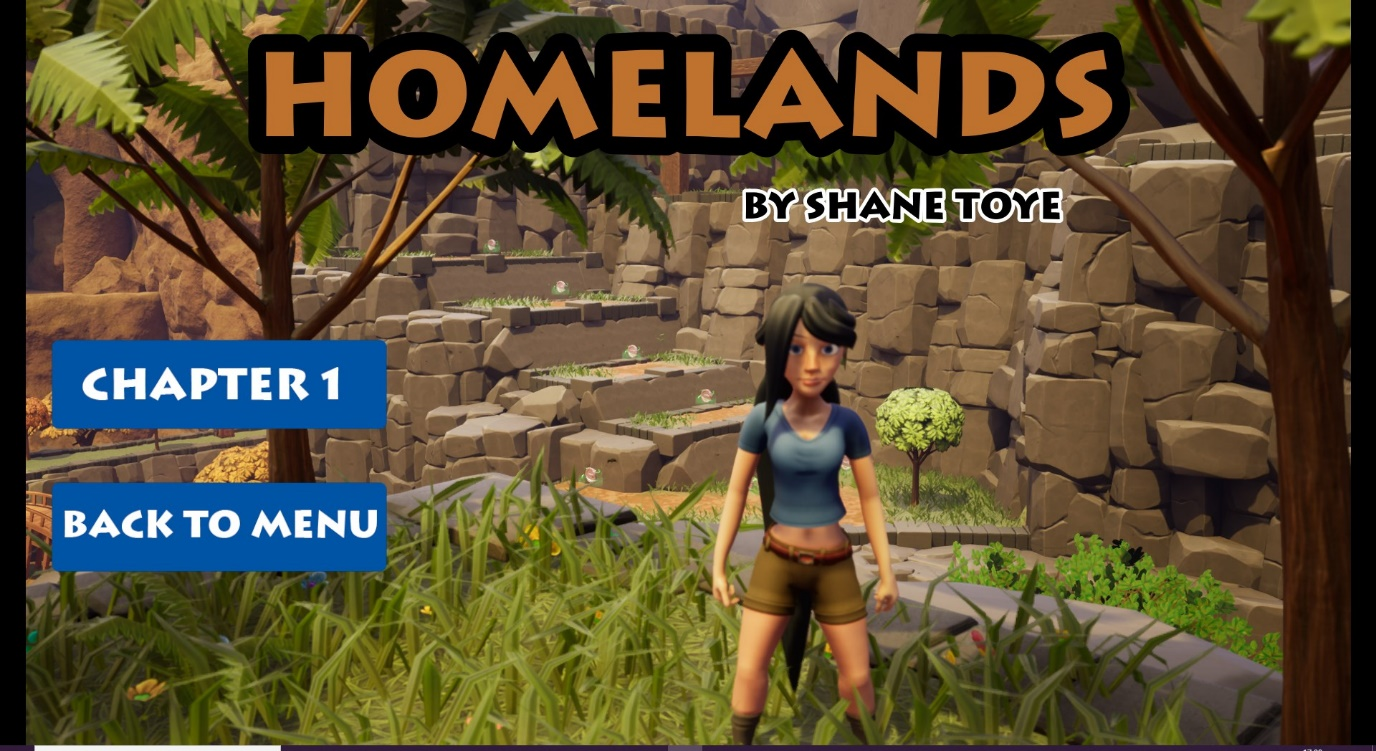 HOMELANDS
BY SHANE TOYE
CHAPTER 1
BACK TO MENU